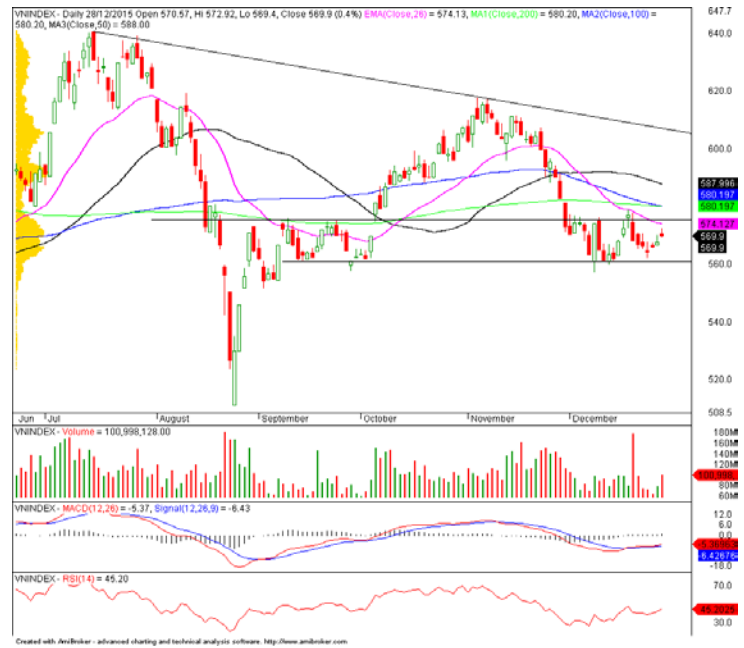 VNINDEX - Daily 28/12/2015 Open 570.57, Hi 572.92, Lo 569.4, Close 569.9 (0.4%) EMA(Close,26) = 574.13, MA1(Close,200) = 580.20, MA2(Close,100) =
580.20, MA3(Close,50) = 588.00
647.7
640.0
620.0
600.0
587.996
580.197
580.197
574.127
569.9
569.9
560.0
540.0
520.0
508.5
Jun Jul August September October November December
VNINDEX - Volume = 100,998,128.00
180M
160M
140M
120M
100,998,
80M
60M
VNINDEX - MACD(12,26) = -5.37, Signal(12,26,9) = -6.43
12.0
6.0
0.0
-6.42676
-18.0
VNINDEX - RSI(14) = 45.20
70.0
45.2025
30.0
Created with AmiBroker - advanced charting and technical analysis software. http://www.amibroker.com